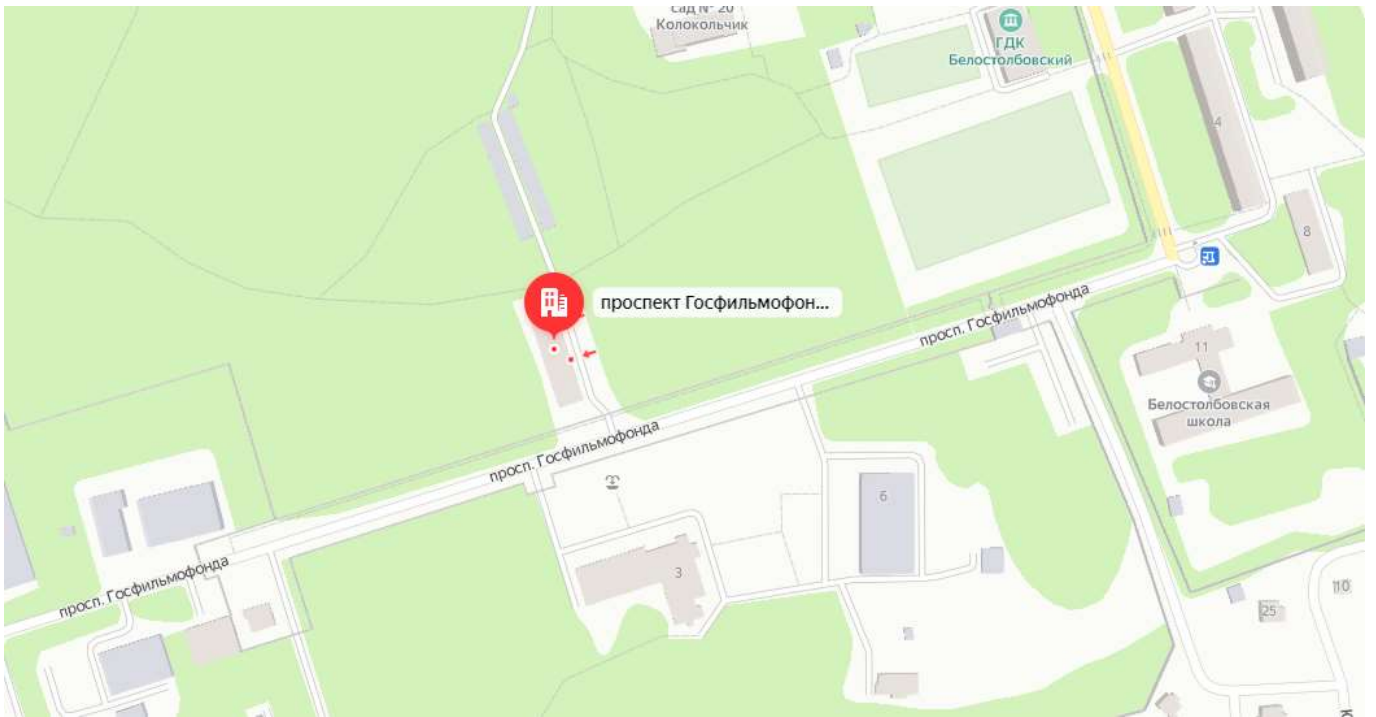 сад № 20
Колокольчик
ГДК
Белостолбовский
4
8
проспект Госфильмофон...
просп. Госфильмофонда
11
Белостолбовская
школа
просп. Госфильмофонда
6
3
просп. Госфильмофонда
10
25
К